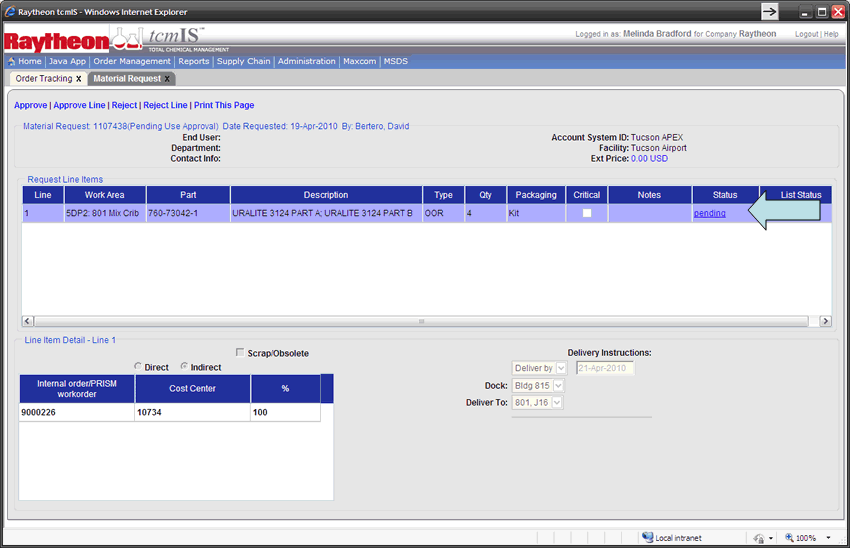 Raytheon tcmIS - Windows Internet Explorer
Raytheon tcmIS™
TOTAL CHEMICAL MANAGEMENT
Logged in as: Melinda Bradford for Company Raytheon Logout | Help
Home | Java App | Order Management | Reports | Supply Chain | Administration | Maxcom | MSDS
Order Tracking x Material Request x
Approve | Approve Line | Reject | Reject Line | Print This Page
Material Request: 1107438(Pending Use Approval) Date Requested: 19-Apr-2010 By: Bertero, David
End User: Account System ID: Tucson APEX
Department: Facility: Tucson Airport
Contact Info: Ext Price: 0.00 USD
Request Line Items
Line Work Area Part Description Type Qty Packaging Critical Notes Status List Status
1 5DP2: 801 Mix Crib 760-73042-1 URALITE 3124 PART A; URALITE 3124 PART B OOR 4 Kit pending
Line Item Detail - Line 1
Scrap/Obsolete Delivery Instructions:
Direct Indirect Deliver by 21-Apr-2010
Internal order/PRISM workorder Cost Center %
Dock: Bldg 815
9000226 10734 100
Deliver To: 801, J16
Local intranet 100%